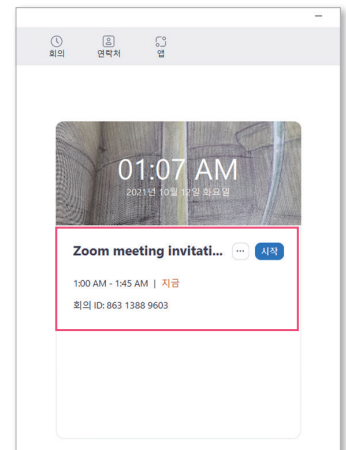 회의 연락처 앱
01:07 AM
2021년 10월 12일 화요일
Zoom meeting invitati... ... 시작
1:00 AM - 1:45 AM | 지금
회의 ID: 863 1388 9603